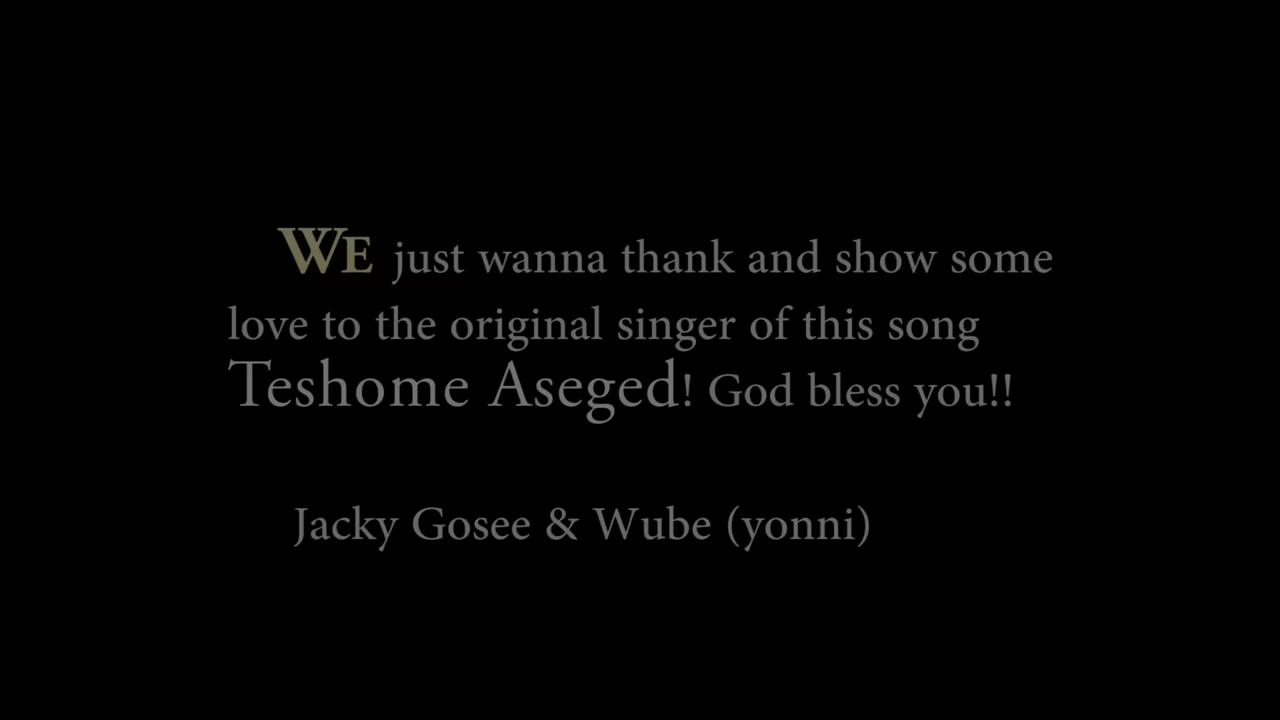 WE just wanna thank and show some
love to the original singer of this song
Teshome Aseged! God bless you!!
Jacky Gosee & Wube (yonni)